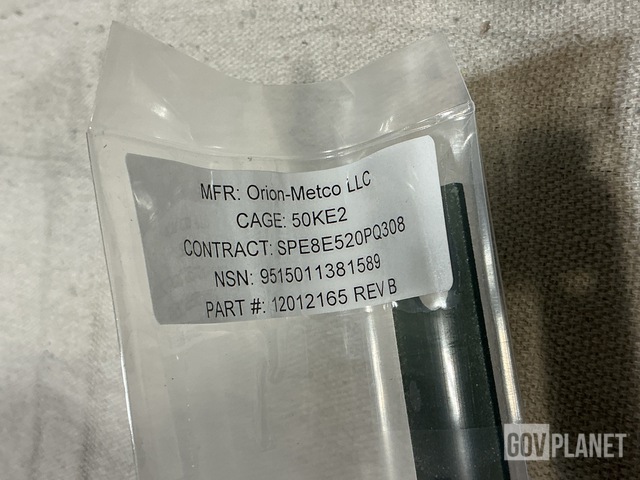 MFR: Orion-Metco LLC
CAGE: 50KE2
CONTRACT: SPE8E520PQ308
NSN: 9515011381589
PART #: 12012165 REV B
GOVPLANET